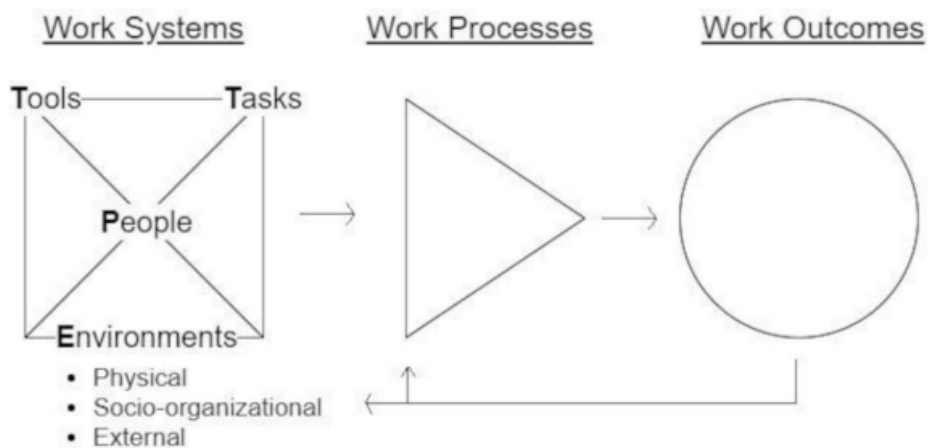 Work Systems
Work Processes
Work Outcomes
Tools
Tasks
People
Environments
• Physical
• Socio-organizational
• External